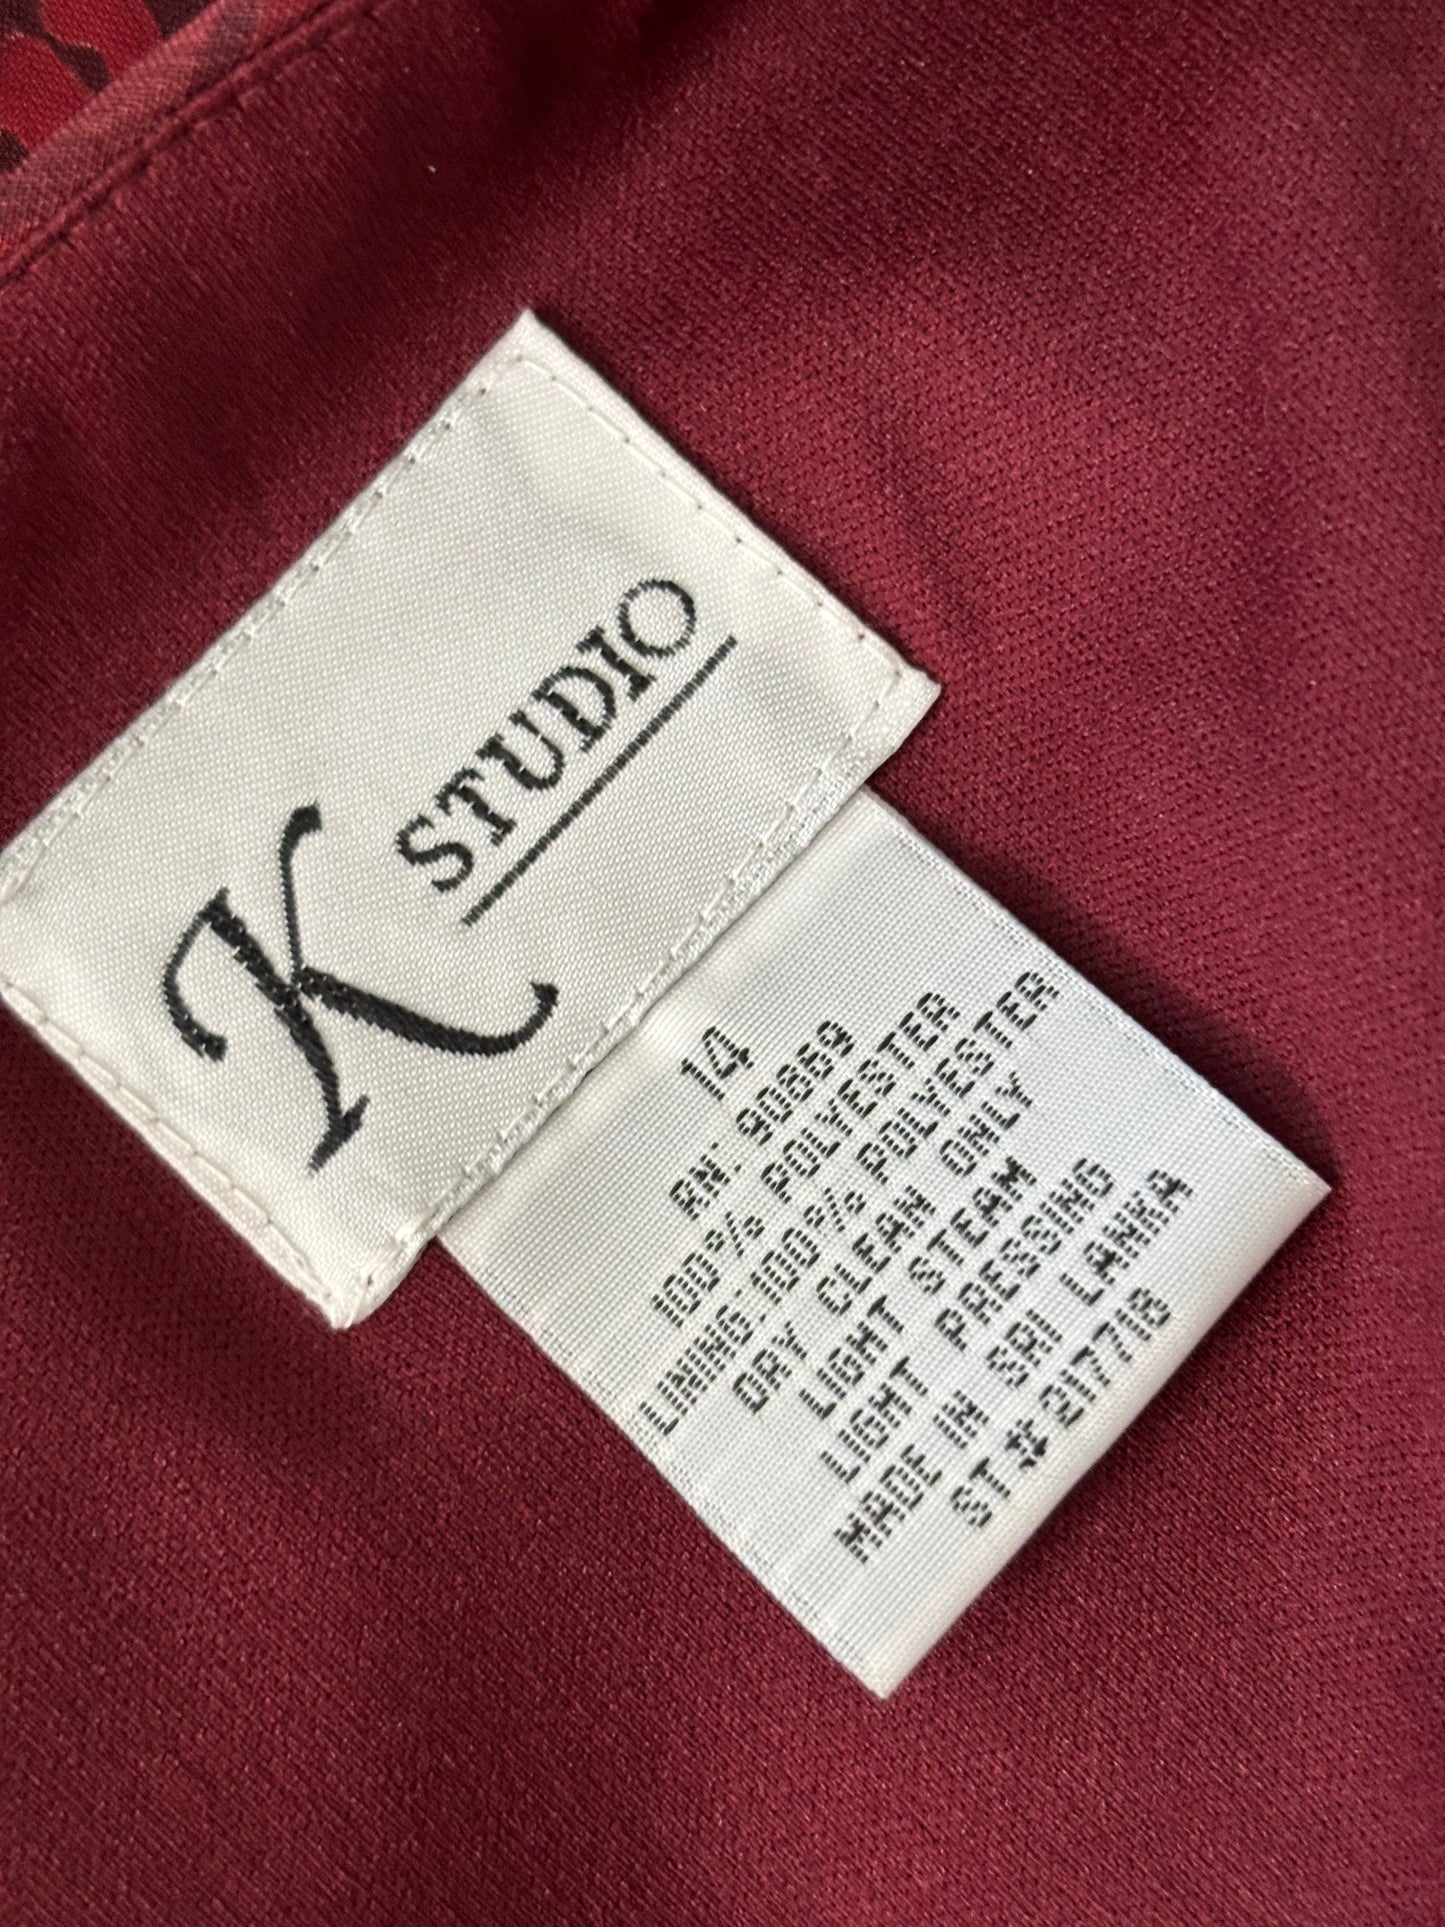 K STUDIO
14
RN: 90869
100% POLYESTER
LINING:100% POLYESTER
DRY CLEAN ONLY
LIGHT STEAM
LIGHT PRESSING
MADE IN SRI LANKA
ST#217718